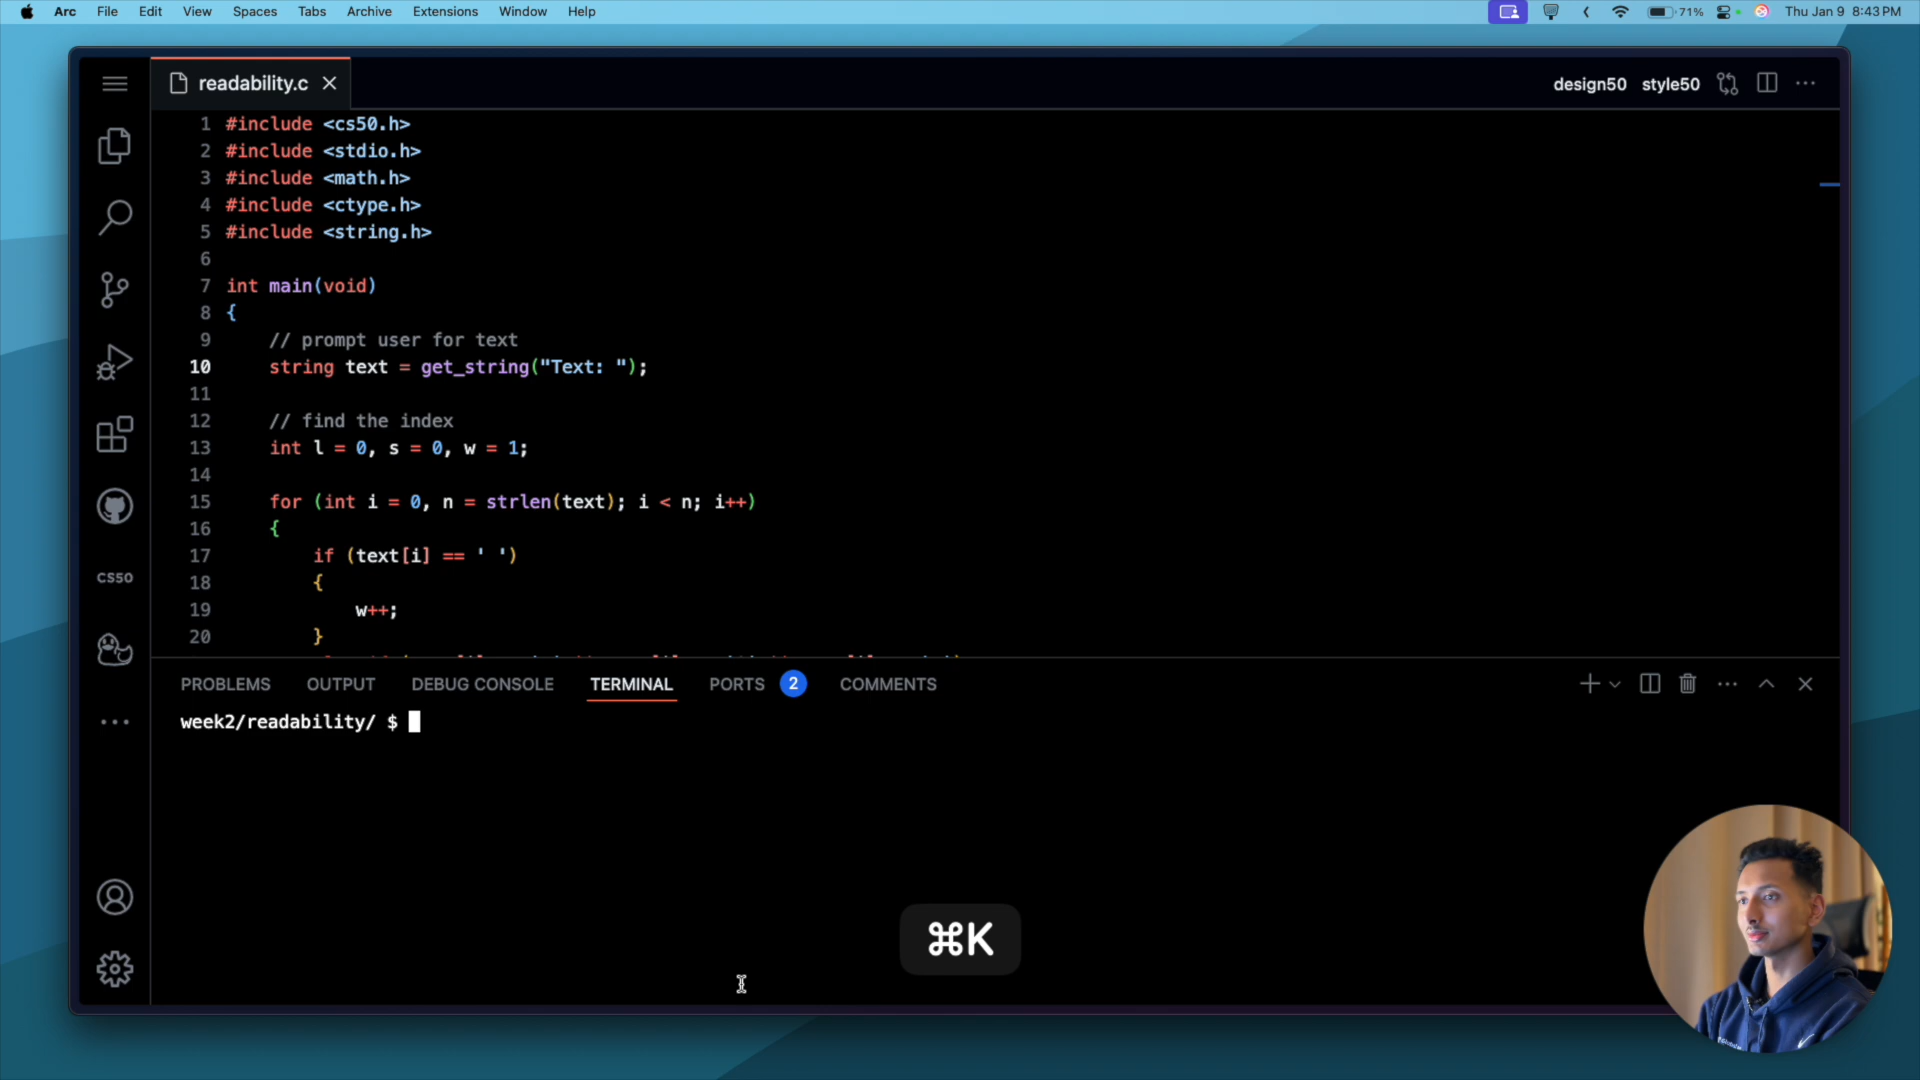 Arc File Edit View Spaces Tabs Archive Extensions Window Help 71% Thu Jan 9 8:43 PM
readability.c design50 style50
1 #include <cs50.h>
2 #include <stdio.h>
3 #include <math.h>
4 #include <ctype.h>
5 #include <string.h>
6
7 int main(void)
8 {
9 // prompt user for text
10 string text = get_string("Text: ");
11
12 // find the index
13 int l = 0, s = 0, w = 1;
14
15 for (int i = 0, n = strlen(text); i < n; i++)
16 {
17 if (text[i] == ' ')
18 {
19 w++;
20 }
CS50
PROBLEMS OUTPUT DEBUG CONSOLE TERMINAL PORTS 2 COMMENTS
week2/readability/ $
⌘K